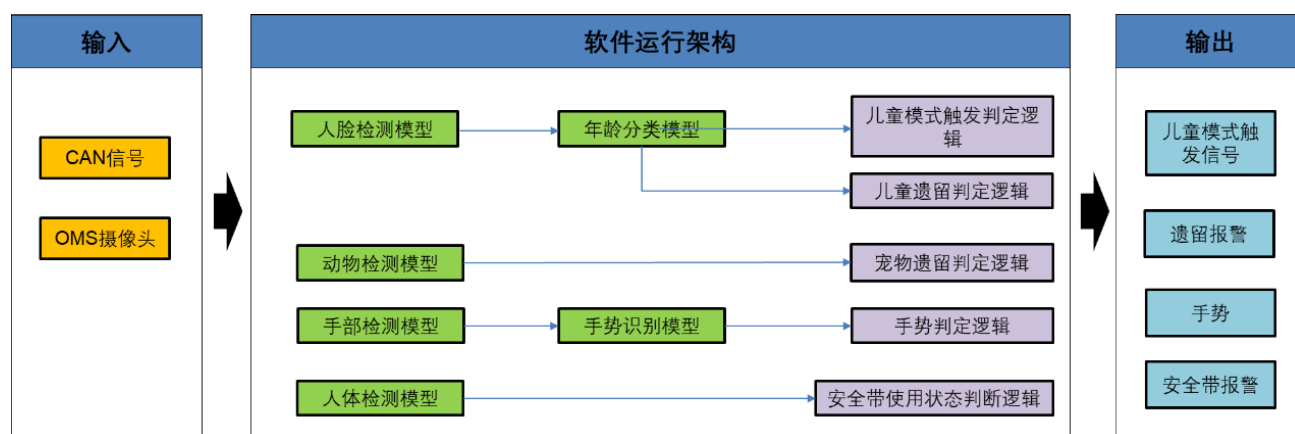 输入
软件运行架构
输出
CAN信号
OMS摄像头
人脸检测模型
年龄分类模型
儿童模式触发判定逻
辑
儿童遗留判定逻辑
动物检测模型
宠物遗留判定逻辑
手部检测模型
手势识别模型
手势判定逻辑
人体检测模型
安全带使用状态判断逻辑
儿童模式触
发信号
遗留报警
手势
安全带报警